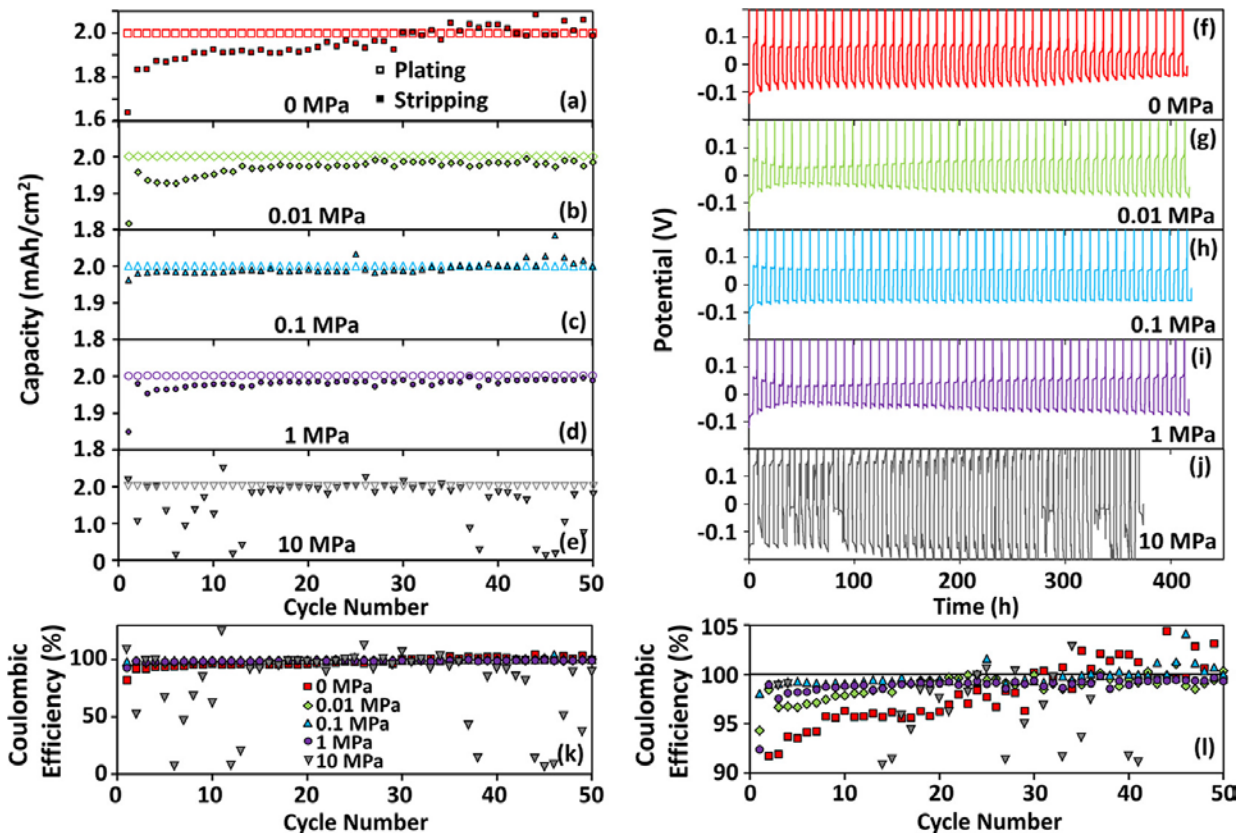 Capacity (mAh/cm²)
2.0
1.8
1.6
Plating
Stripping
0 MPa
(a)
2.0
1.9
1.8
0.01 MPa
(b)
2.0
1.9
1.8
0.1 MPa
(c)
2.0
1.9
1.8
1 MPa
(d)
2.0
1.0
0
10 MPa
(e)
0 10 20 30 40 50
Cycle Number
Potential (V)
0.1
0
-0.1
(f)
0 MPa
0.1
0
-0.1
(g)
0.01 MPa
0.1
0
-0.1
(h)
0.1 MPa
0.1
0
-0.1
(i)
1 MPa
0.1
0
-0.1
(j)
10 MPa
0 100 200 300 400
Time (h)
Coulombic
Efficiency (%)
100
50
0
0 MPa
0.01 MPa
0.1 MPa
1 MPa
10 MPa
(k)
0 10 20 30 40 50
Cycle Number
Coulombic
Efficiency (%)
105
100
95
90
(l)
0 10 20 30 40 50
Cycle Number